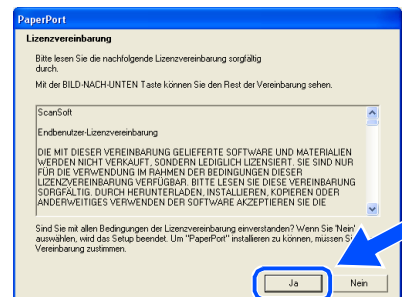 PaperPort
Lizenzvereinbarung
Bitte lesen Sie die nachfolgende Lizenzvereinbarung sorgfältig
durch.
Mit der BILD-NACH-UNTEN Taste können Sie den Rest der Vereinbarung sehen.
ScanSoft
Endbenutzer-Lizenzvereinbarung
DIE MIT DIESER VEREINBARUNG GELIEFERTE SOFTWARE UND MATERIALIEN
WERDEN NICHT VERKAUFT, SONDERN LEDIGLICH LIZENSIERT. SIE SIND NUR
FÜR DIE VERWENDUNG IM RAHMEN DER BEDINGUNGEN DIESER
LIZENZVEREINBARUNG VERFÜGBAR. BITTE LESEN SIE DIESE VEREINBARUNG
SORGFÄLTIG. DURCH HERUNTERLADEN, INSTALLIEREN, KOPIEREN ODER
ANDERWEITIGES VERWENDEN DER SOFTWARE AKZEPTIEREN SIE DIE
Sind Sie mit allen Bedingungen der Lizenzvereinbarung einverstanden? Wenn Sie 'Nein'
auswählen, wird das Setup beendet. Um "PaperPort" installieren zu können, müssen
Vereinbarung zustimmen.
Ja
Nein